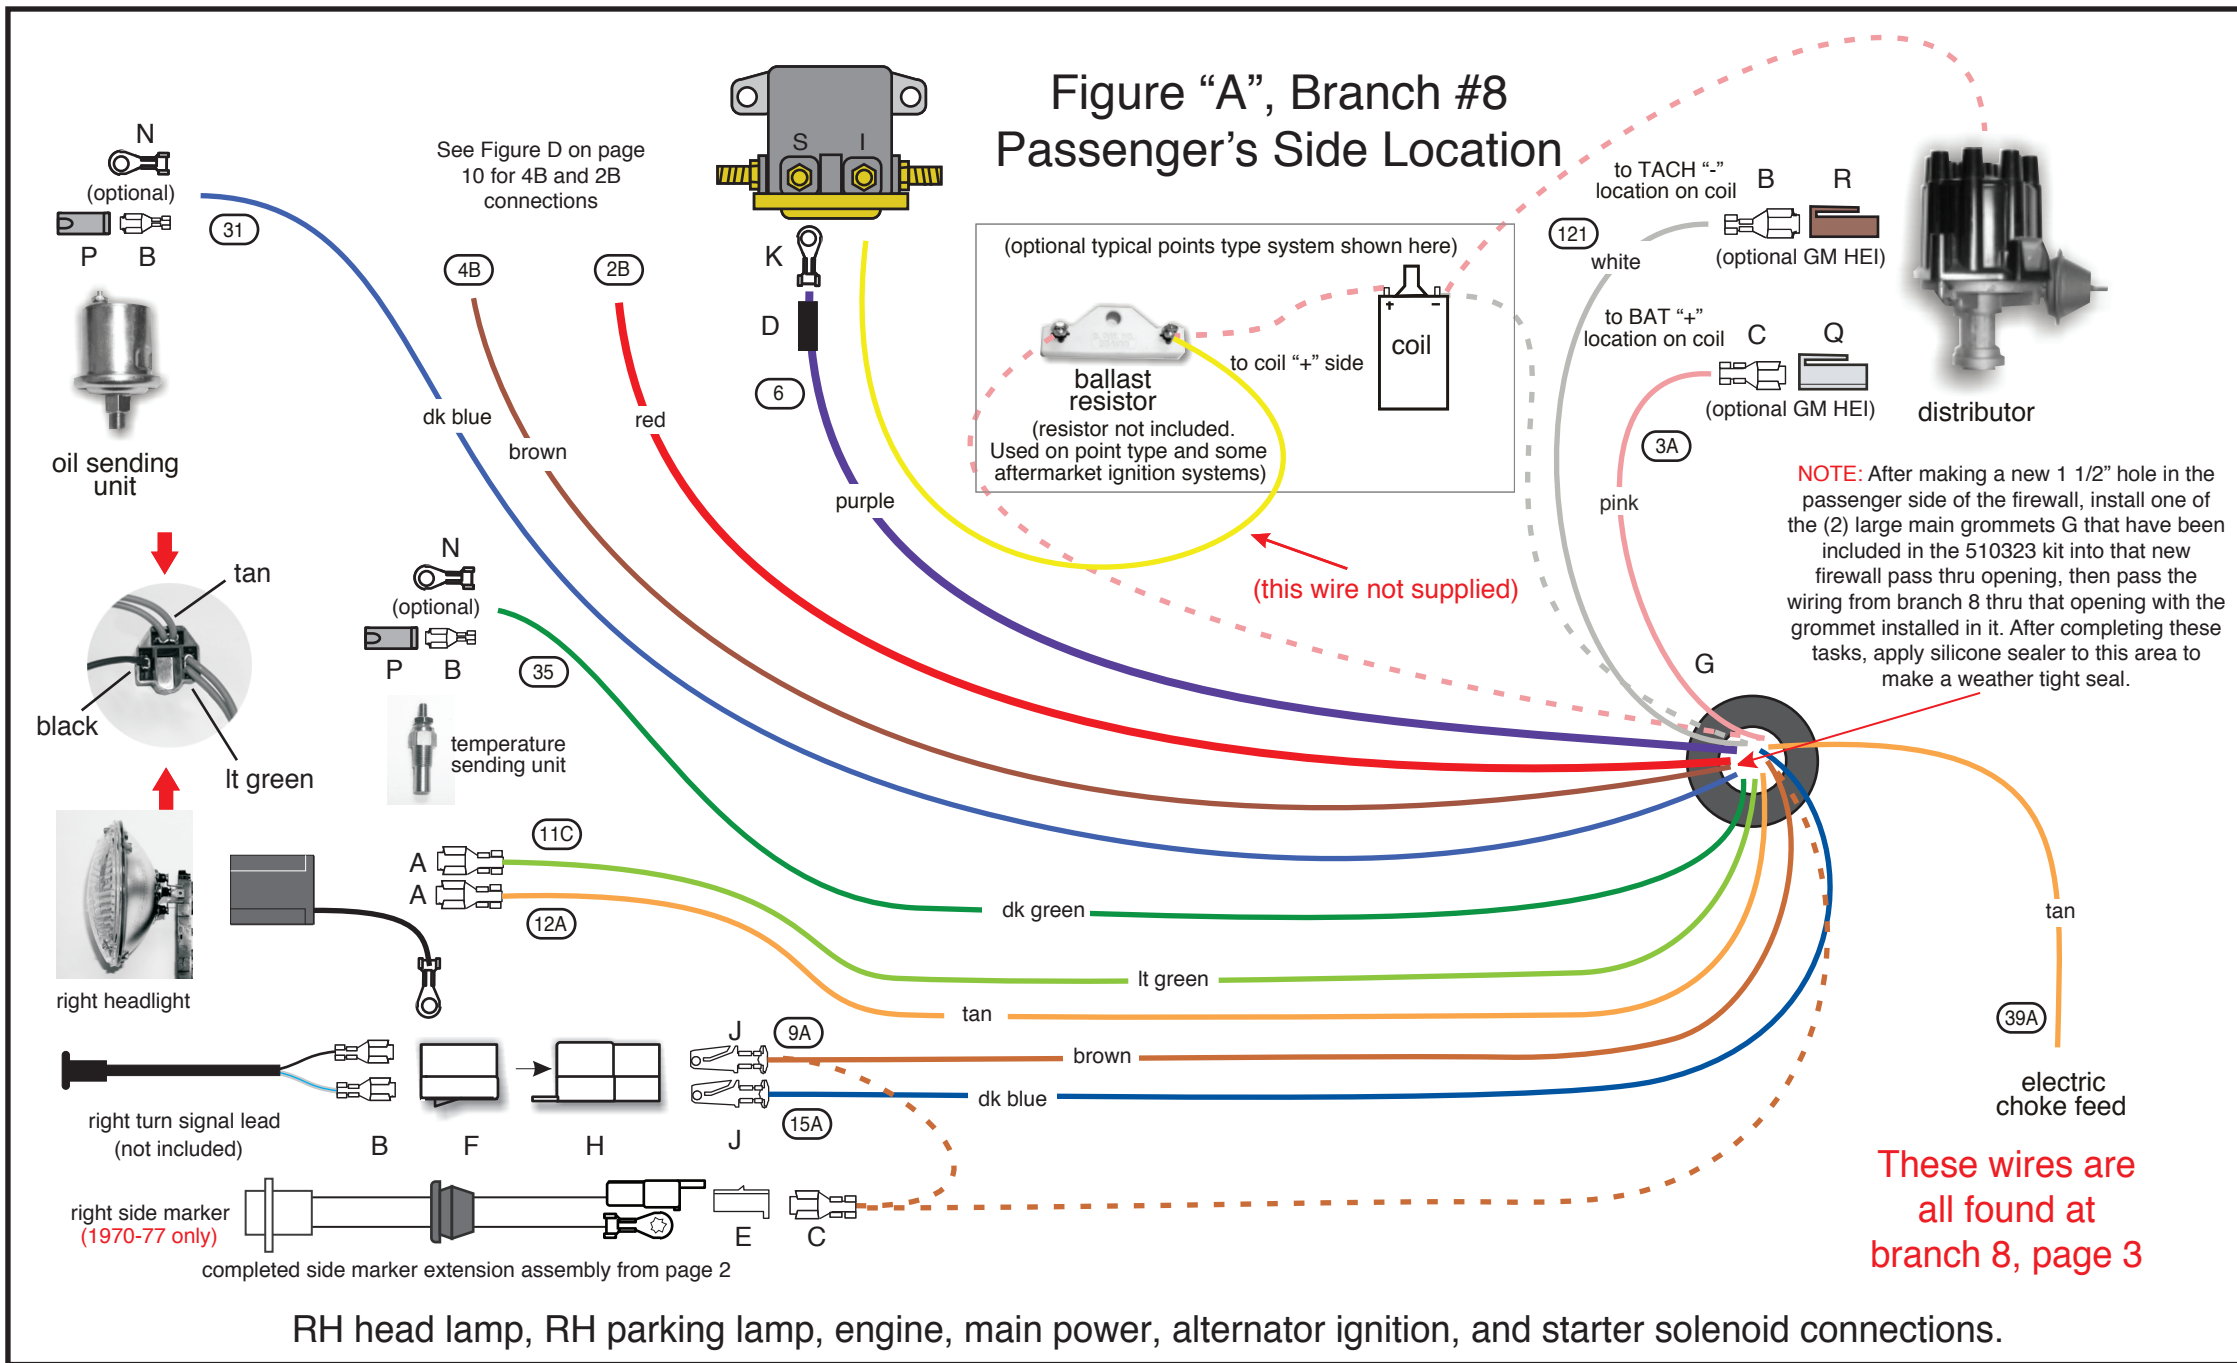 Figure “A”, Branch #8
Passenger’s Side Location
N
(optional)
P
B
31
oil sending
unit
tan
black
lt green
right headlight
See Figure D on page
10 for 4B and 2B
connections
4B
2B
S
I
K
D
6
dk blue
brown
red
purple
(optional typical points type system shown here)
+
–
coil
to coil “+” side
ballast
resistor
(resistor not included.
Used on point type and some
aftermarket ignition systems)
(this wire not supplied)
to TACH “-”
location on coil
B
R
(optional GM HEI)
121
white
to BAT “+”
location on coil
C
Q
(optional GM HEI)
3A
pink
distributor
NOTE: After making a new 1 1/2” hole in the
passenger side of the firewall, install one of
the (2) large main grommets G that have been
included in the 510323 kit into that new
firewall pass thru opening, then pass the
wiring from branch 8 thru that opening with the
grommet installed in it. After completing these
tasks, apply silicone sealer to this area to
make a weather tight seal.
G
N
(optional)
P
B
35
temperature
sending unit
11C
A
A
12A
dk green
lt green
tan
tan
39A
electric
choke feed
J
9A
brown
dk blue
15A
J
right turn signal lead
(not included)
B
F
H
right side marker
(1970-77 only)
E
C
completed side marker extension assembly from page 2
These wires are
all found at
branch 8, page 3
RH head lamp, RH parking lamp, engine, main power, alternator ignition, and starter solenoid connections.